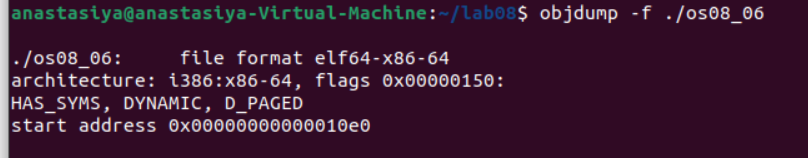 anastasiya@anastasiya-Virtual-Machine:~/lab08$ objdump -f ./os08_06
./os08_06:     file format elf64-x86-64
architecture: i386:x86-64, flags 0x00000150:
HAS_SYMS, DYNAMIC, D_PAGED
start address 0x00000000000010e0